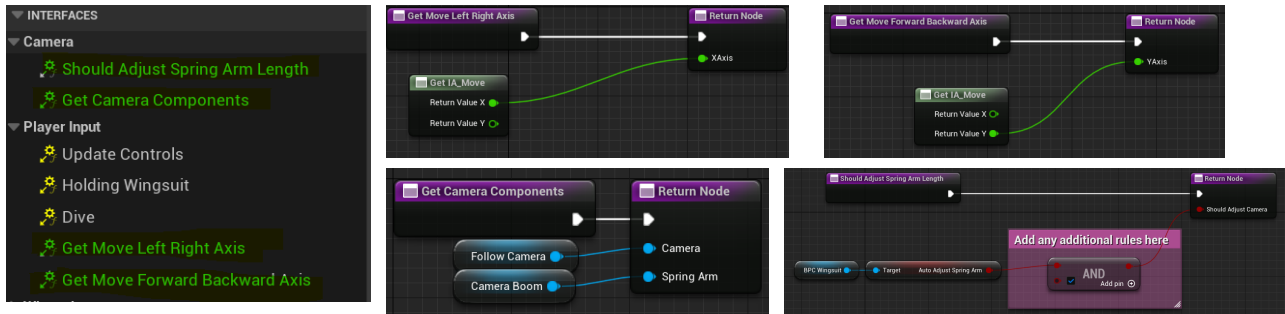 INTERFACES
Camera
Should Adjust Spring Arm Length
Get Camera Components
Player Input
Update Controls
Holding Wingsuit
Dive
Get Move Left Right Axis
Get Move Forward Backward Axis
Get Move Left Right Axis
Return Node
XAxis
Get IA_Move
Return Value X
Return Value Y
Get Move Forward Backward Axis
Return Node
YAxis
Get IA_Move
Return Value X
Return Value Y
Get Camera Components
Return Node
Follow Camera
Camera
Camera Boom
Spring Arm
Should Adjust Spring Arm Length
Return Node
Should Adjust Camera
Add any additional rules here
BPC Wingsuit
Target
Auto Adjust Spring Arm
AND
Add pin